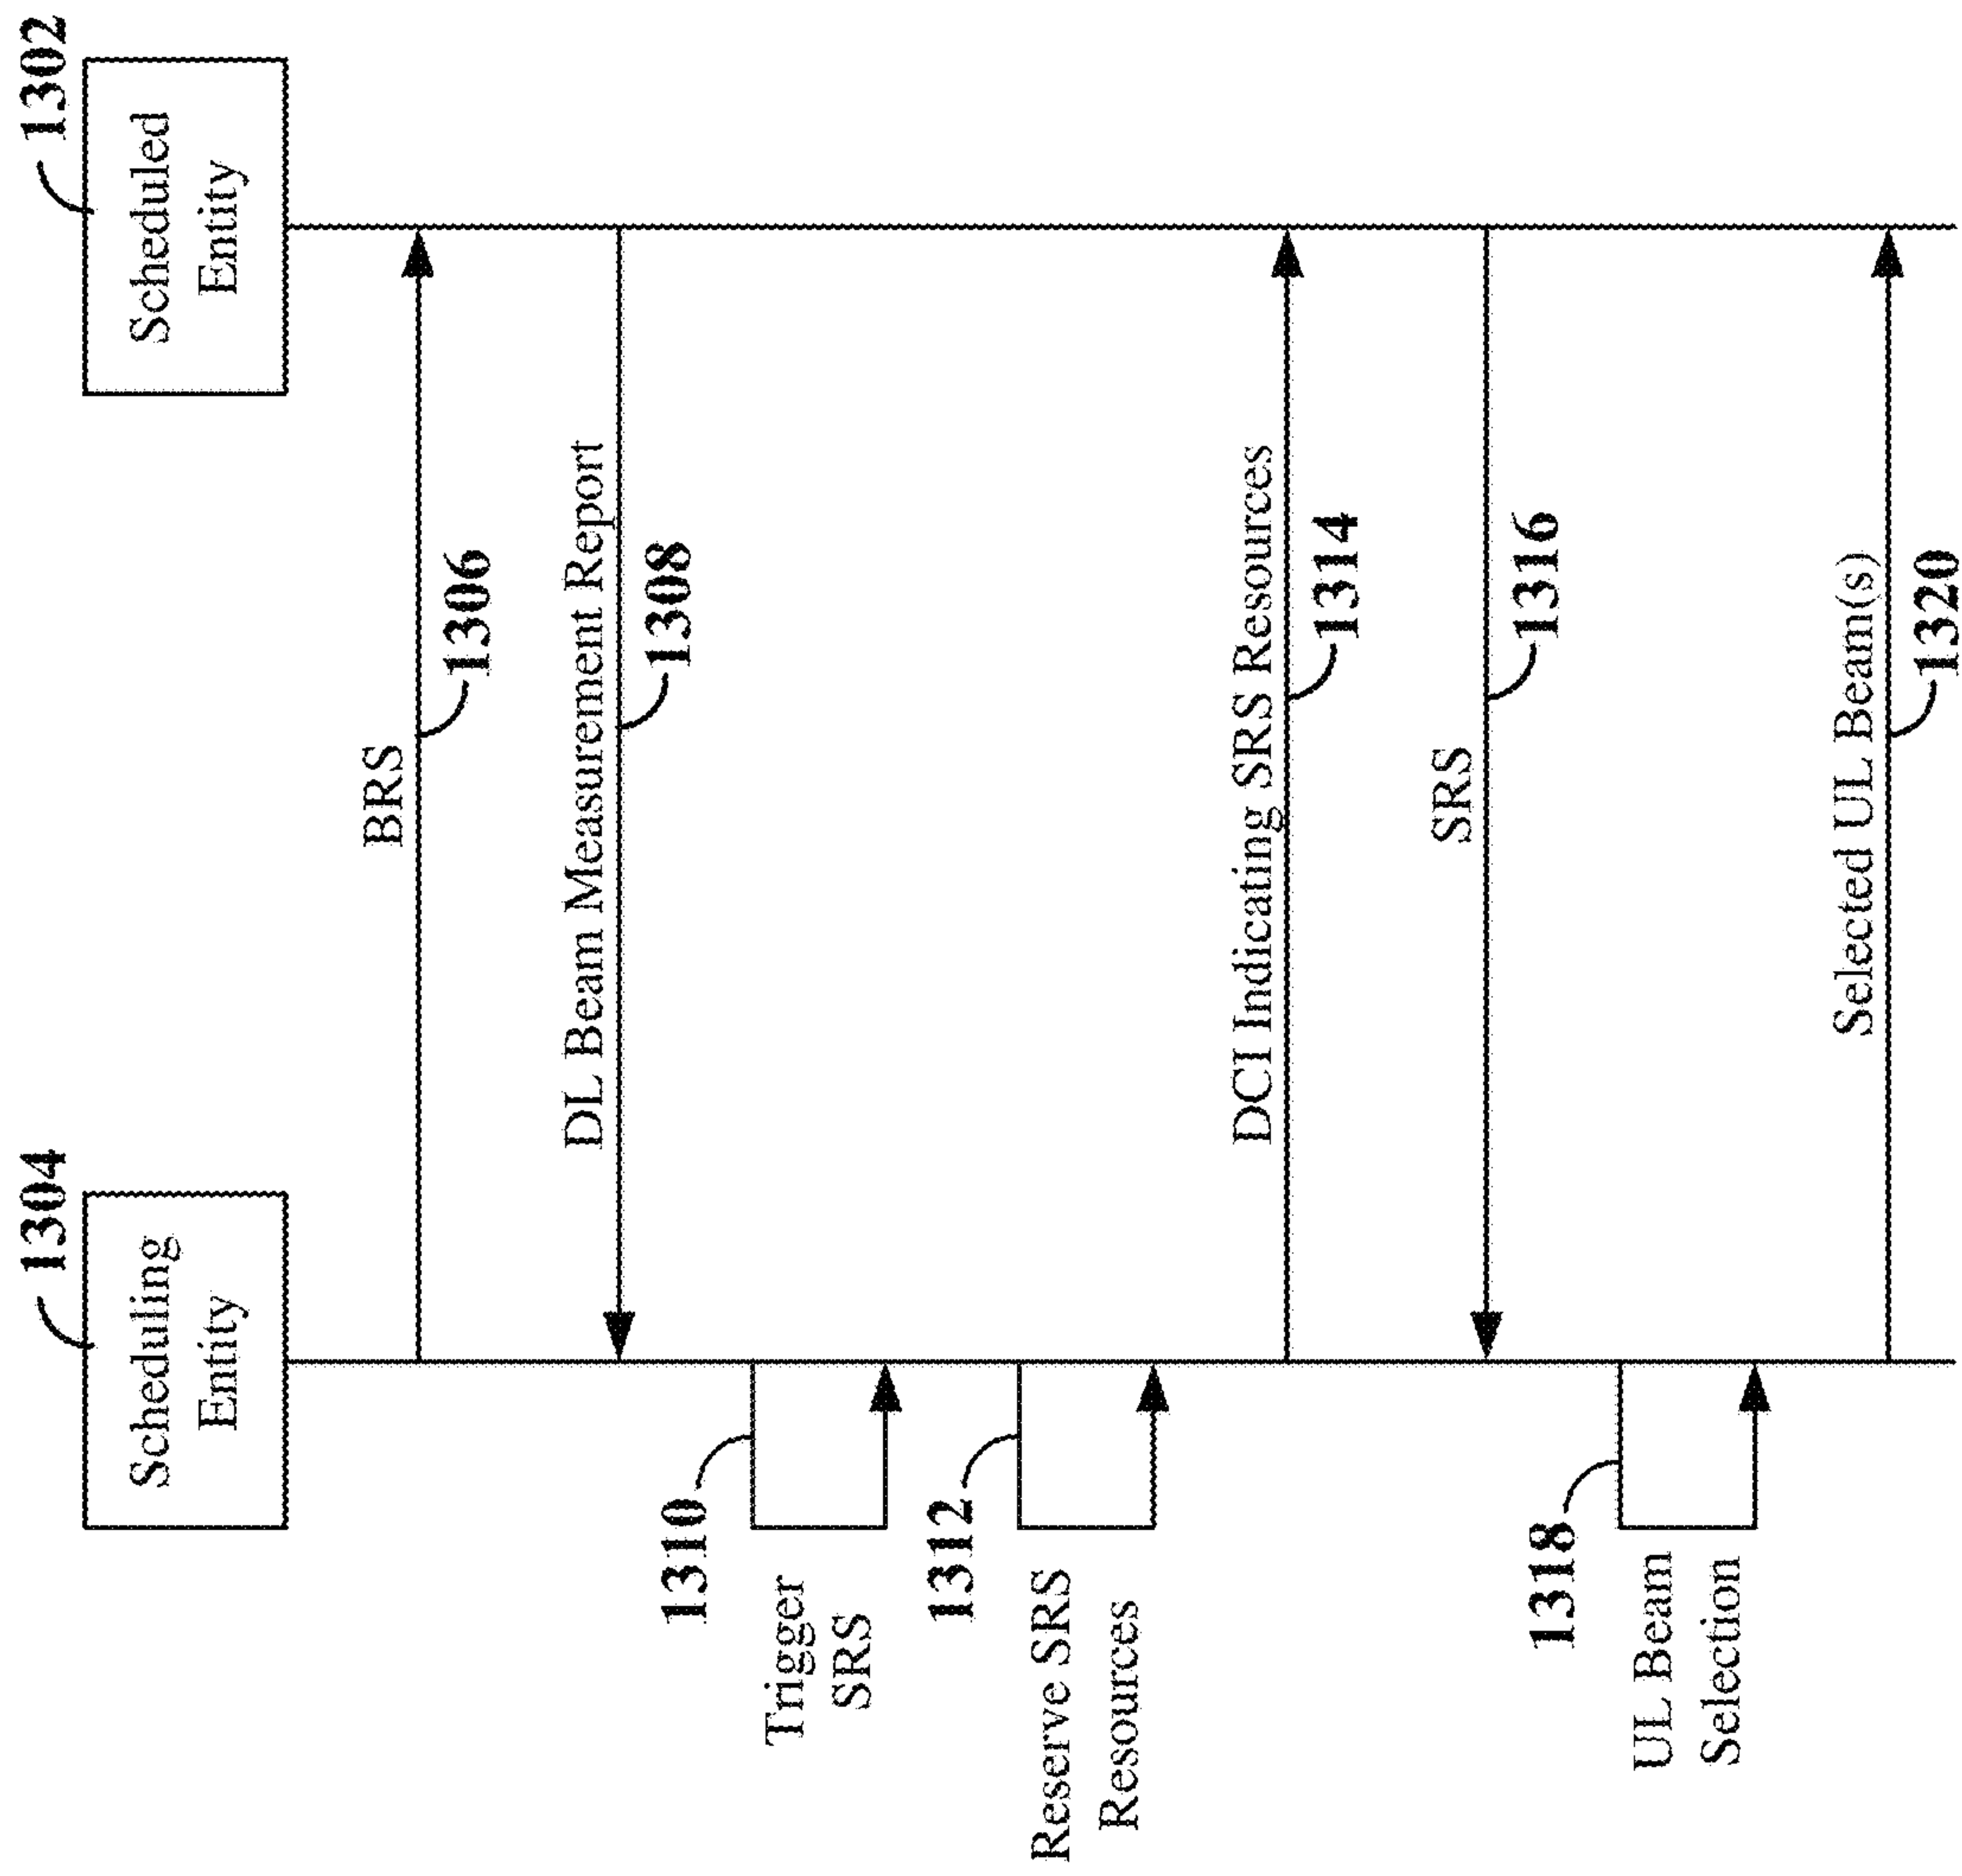 1304
Scheduling
Entity
1302
Scheduled
Entity
BRS
1306
DL Beam Measurement Report
1308
1310
Trigger
SRS
1312
Reserve SRS
Resources
DCI Indicating SRS Resources
1314
SRS
1316
1318
UL Beam
Selection
Selected UL Beam(s)
1320